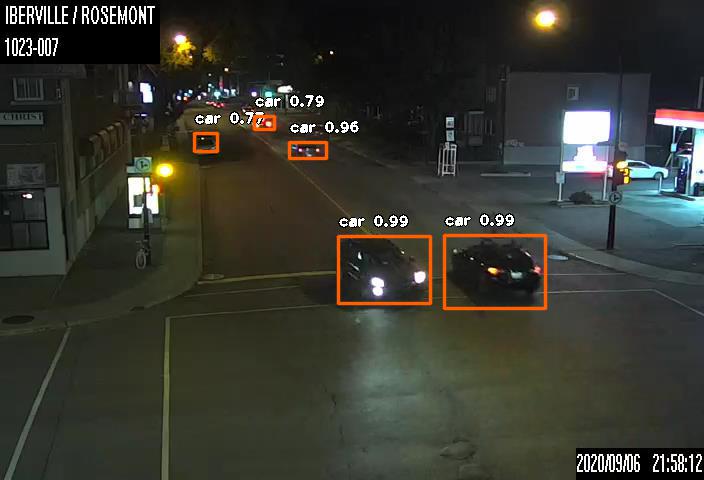 IBERVILLE / ROSEMONT
1023-007
car 0.79
car 0.77
car 0.96
CHRIST
car 0.99
car 0.99
2020/09/06 21:58:12